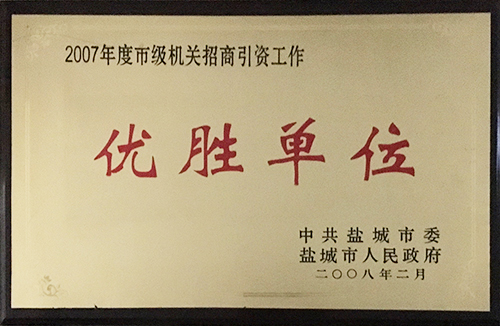 2007年度市级机关招商引资工作
优胜单位
中共盐城市委
盐城市人民政府
二〇〇八年二月